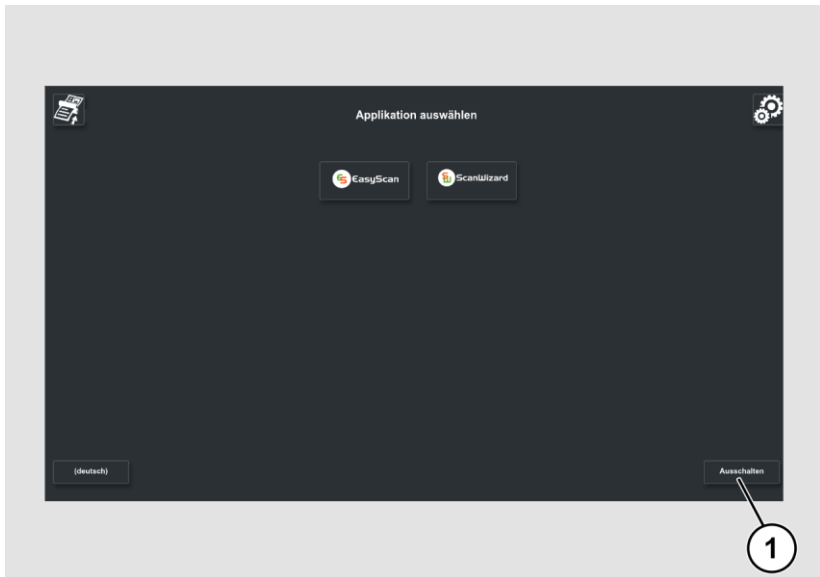 Applikation auswählen
EasyScan
ScanWizard
(deutsch)
Ausschalten
1